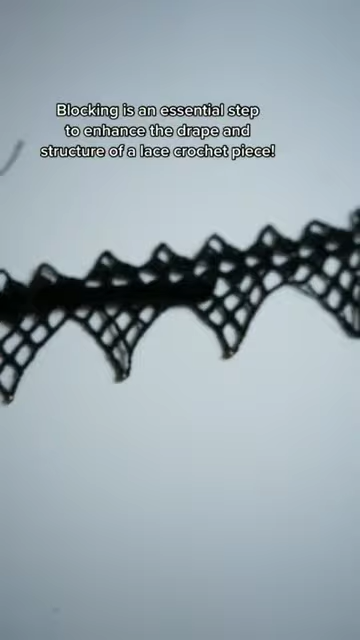 Blocking is an essential step
to enhance the drape and
structure of a lace crochet piece!